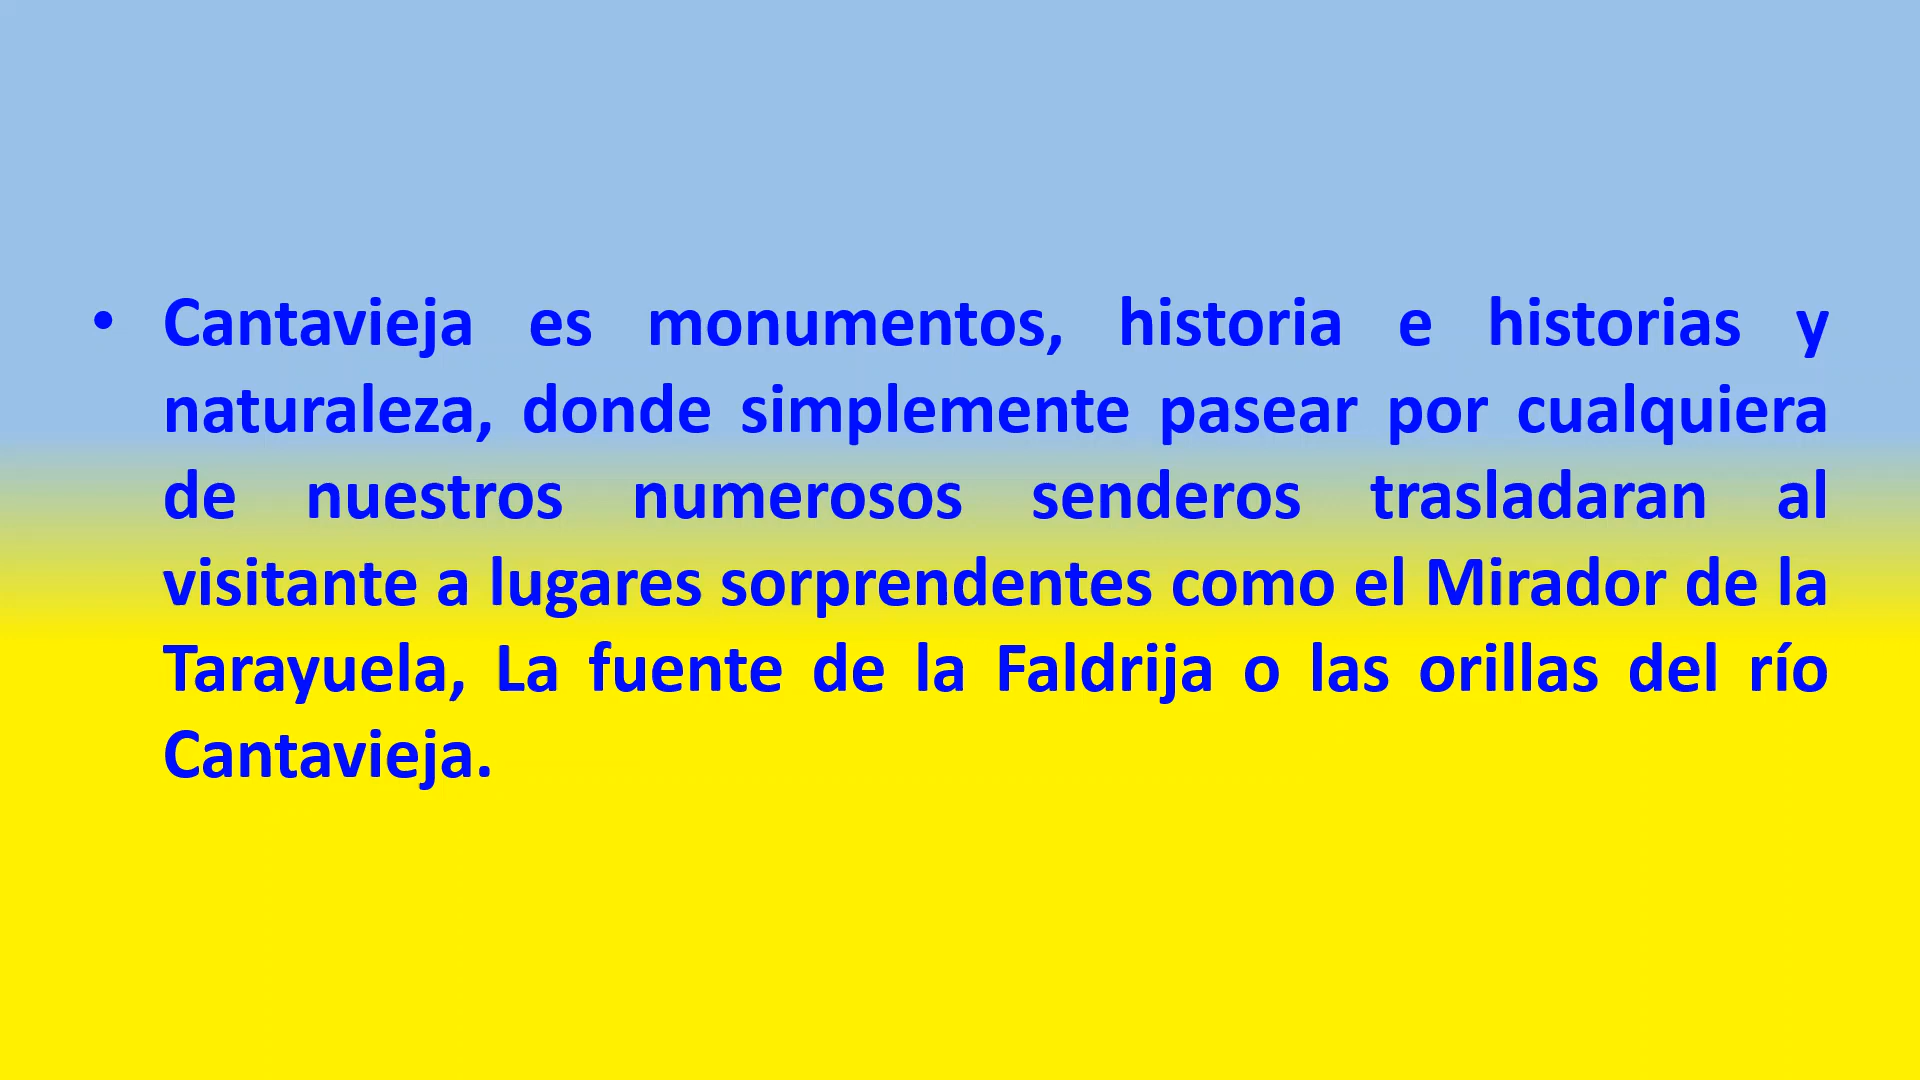 • Cantavieja es monumentos, historia e historias y
naturaleza, donde simplemente pasear por cualquiera
de nuestros numerosos senderos trasladaran al
visitante a lugares sorprendentes como el Mirador de la
Tarayuela, La fuente de la Faldrija o las orillas del río
Cantavieja.